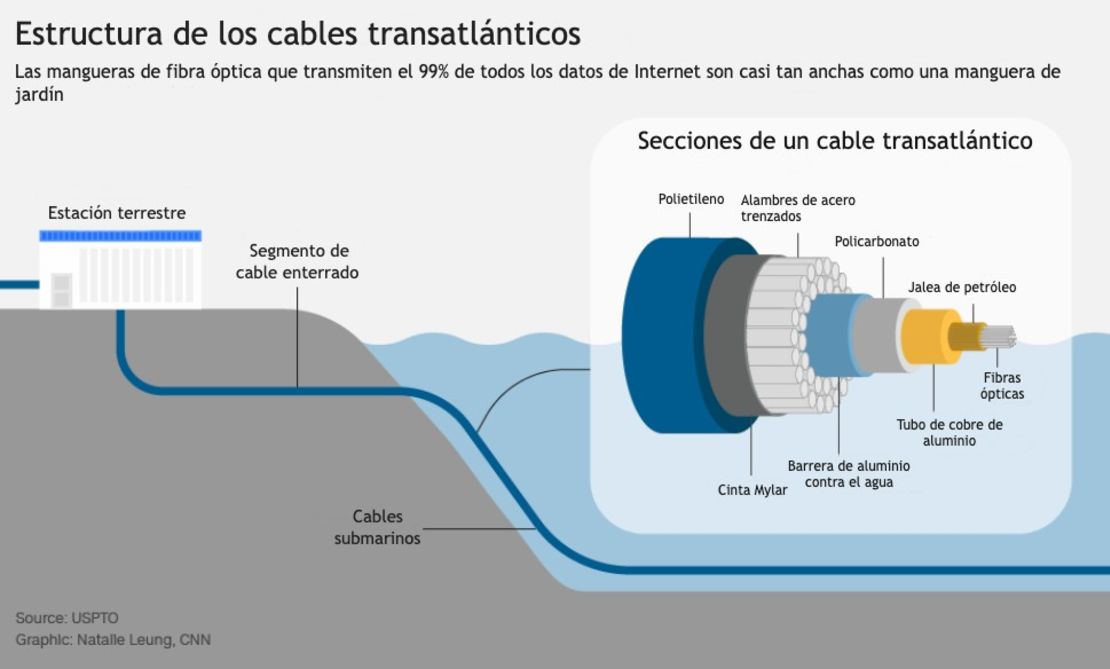 Estructura de los cables transatlánticos
Las mangueras de fibra óptica que transmiten el 99% de todos los datos de Internet son casi tan anchas como una manguera de
jardín
Secciones de un cable transatlántico
Polietileno
Alambres de acero
trenzados
Policarbonato
Jalea de petróleo
Fibras
ópticas
Tubo de cobre de
aluminio
Barrera de aluminio
contra el agua
Cinta Mylar
Estación terrestre
Segmento de
cable enterrado
Cables
submarinos
Source: USPTO
Graphic: Natalie Leung, CNN